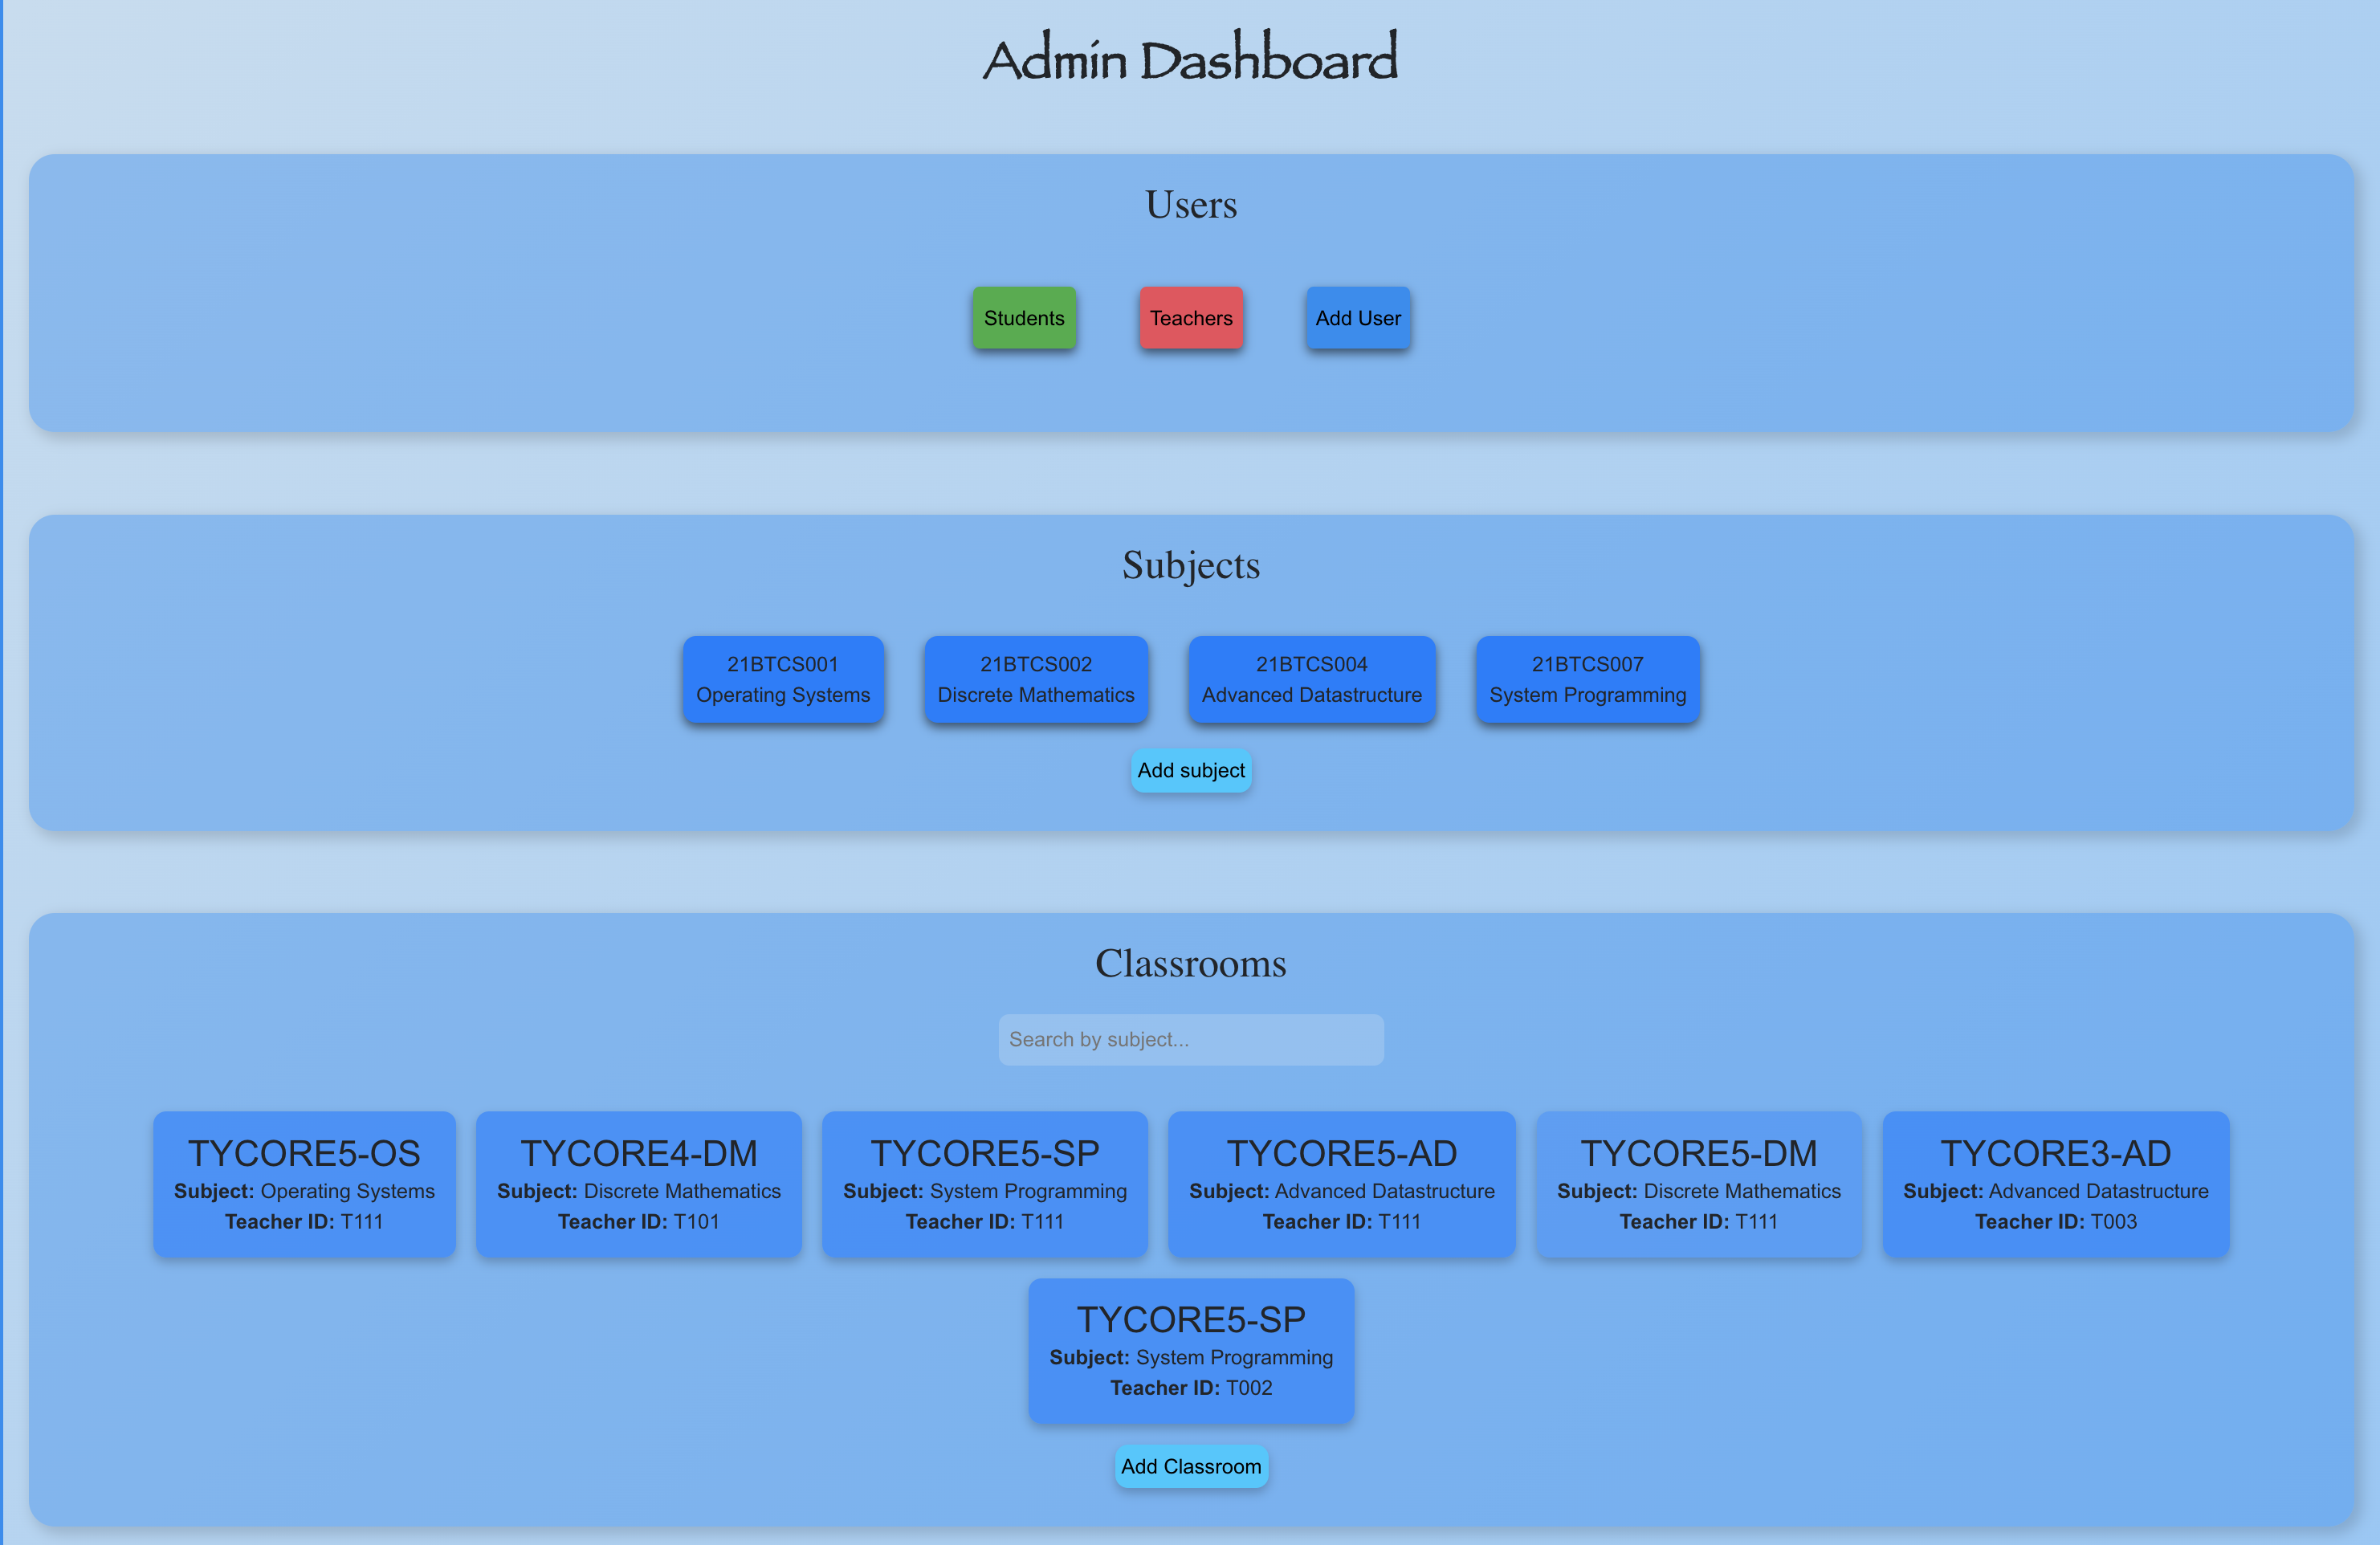 Admin Dashboard
Users
Students Teachers Add User
Subjects
21BTCS001 21BTCS002 21BTCS004 21BTCS007
Operating Systems Discrete Mathematics Advanced Datastructure System Programming
Add subject
Classrooms
Search by subject...
TYCORE5-OS TYCORE4-DM TYCORE5-SP TYCORE5-AD TYCORE5-DM TYCORE3-AD
Subject: Operating Systems Subject: Discrete Mathematics Subject: System Programming Subject: Advanced Datastructure Subject: Discrete Mathematics Subject: Advanced Datastructure
Teacher ID: T111 Teacher ID: T101 Teacher ID: T111 Teacher ID: T111 Teacher ID: T111 Teacher ID: T003
TYCORE5-SP
Subject: System Programming
Teacher ID: T002
Add Classroom